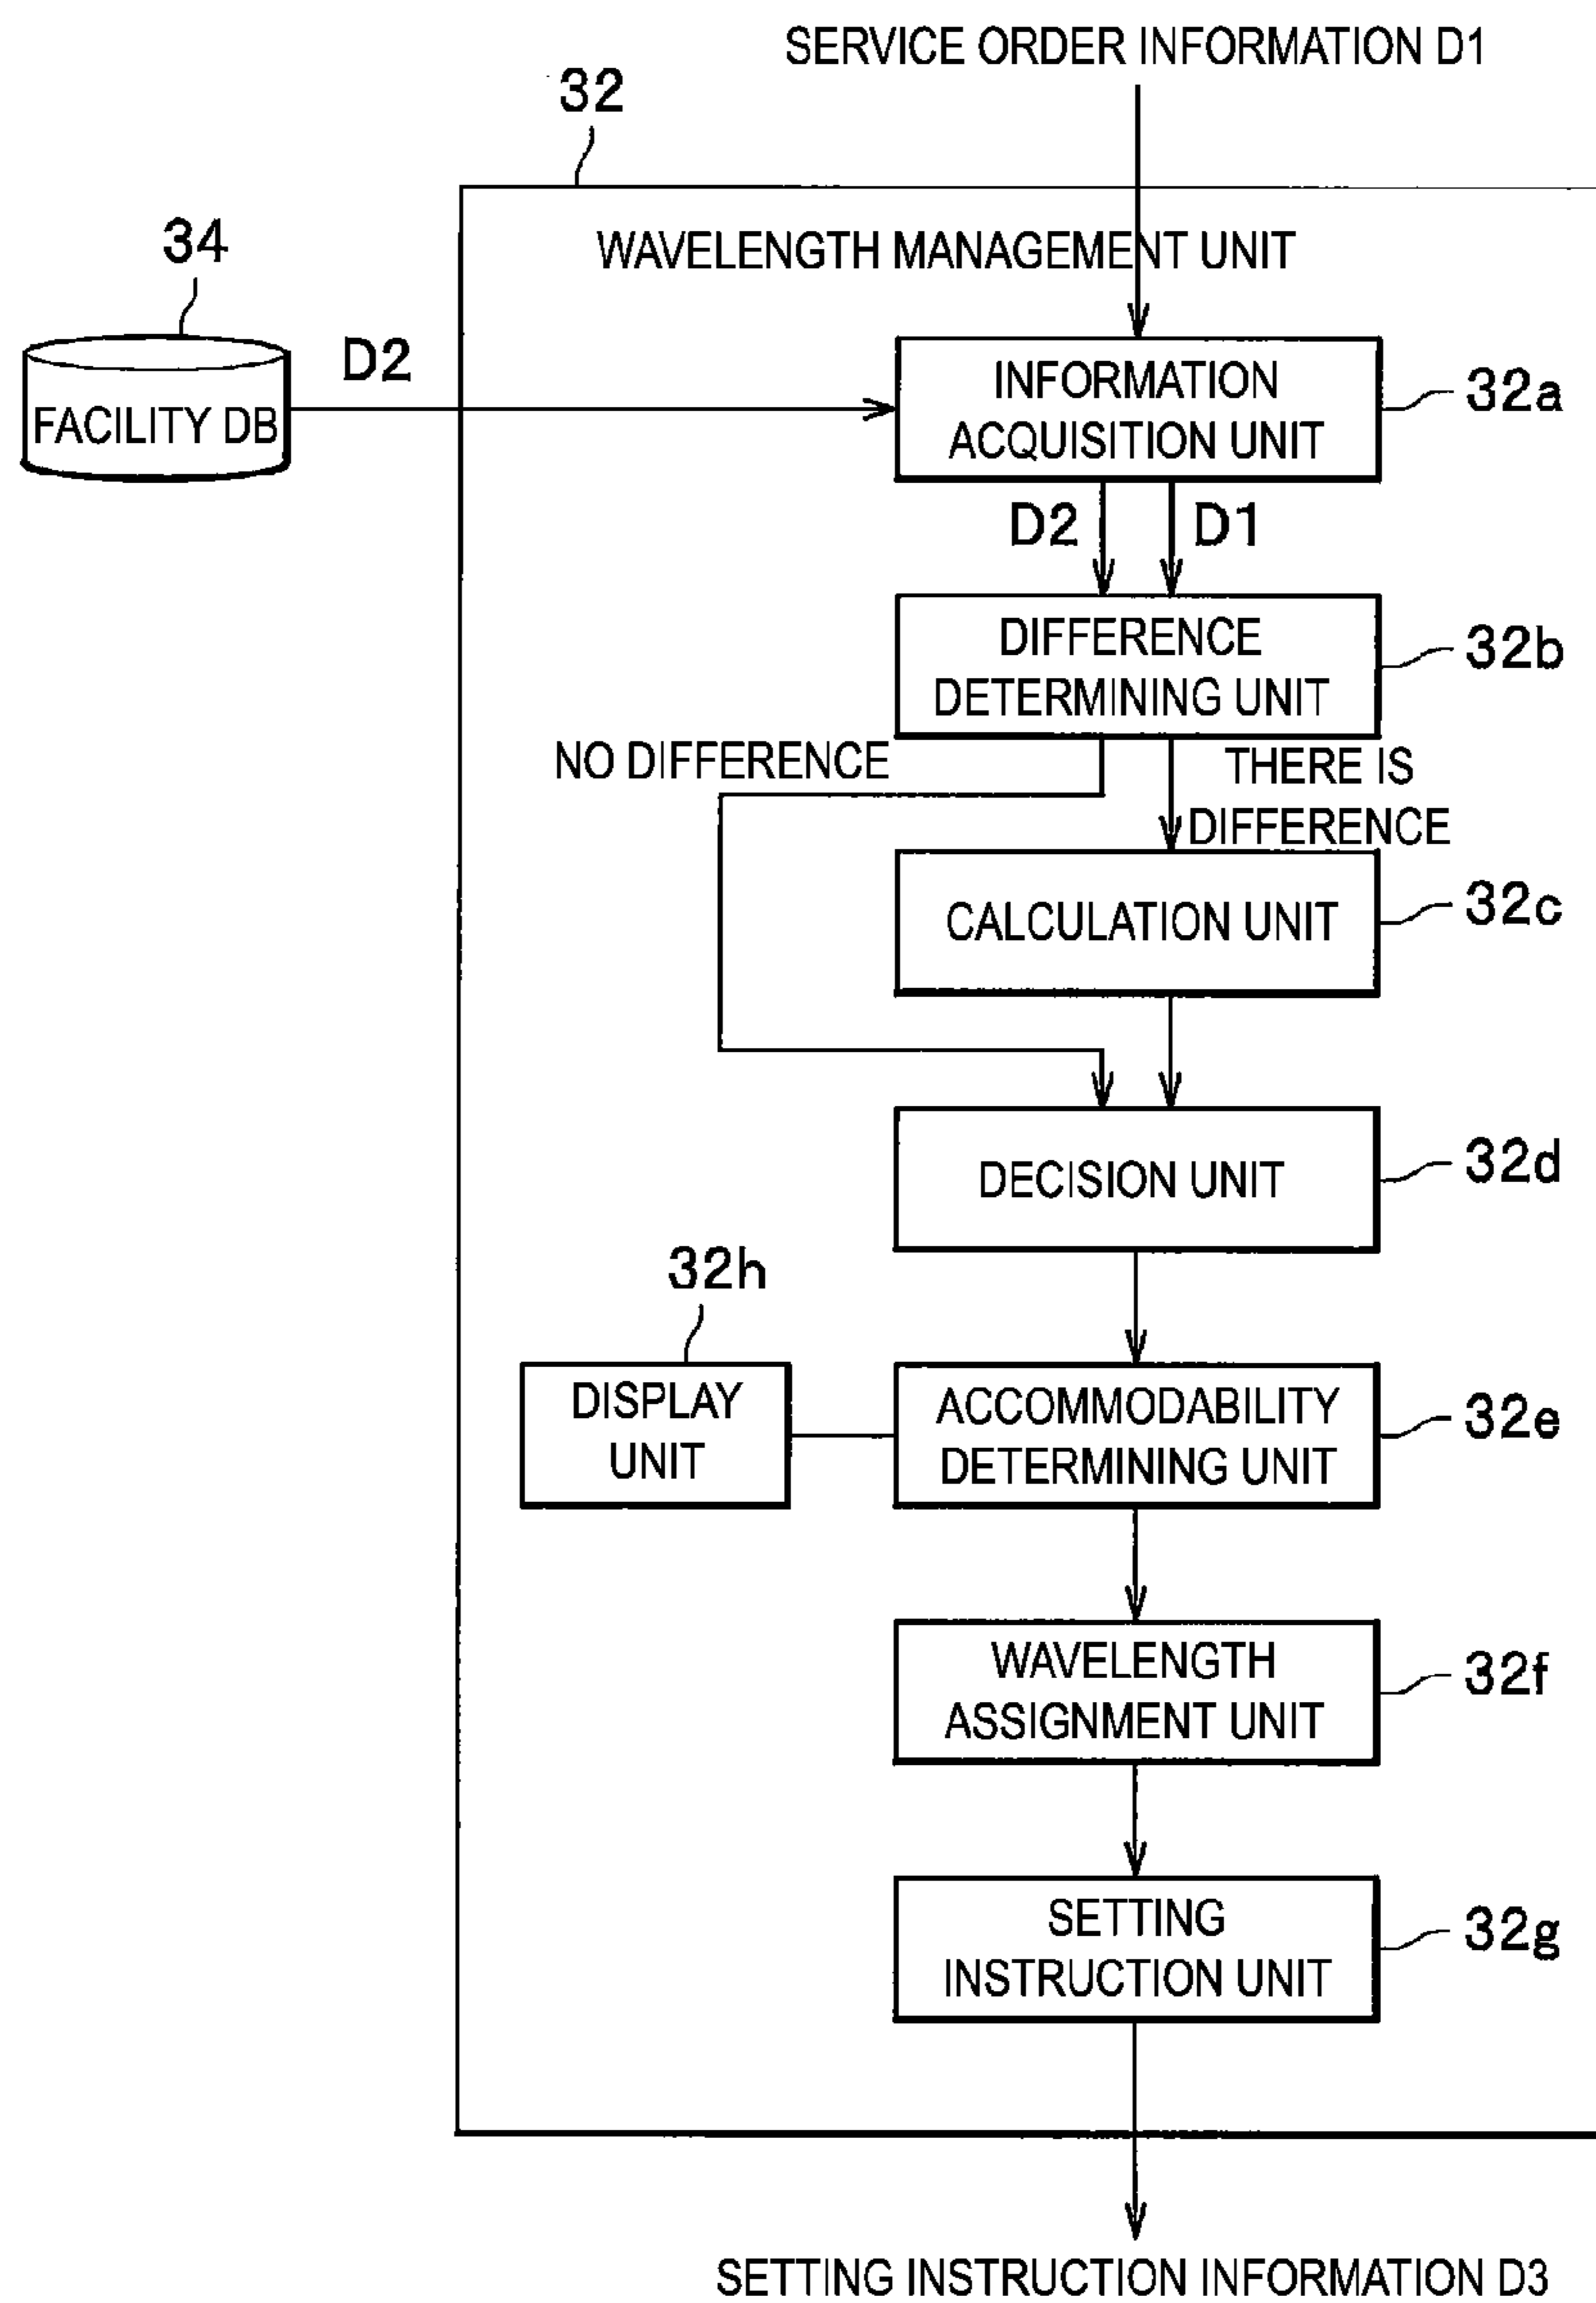 SERVICE ORDER INFORMATION D1
32
WAVELENGTH MANAGEMENT UNIT
34
D2
FACILITY DB
INFORMATION
ACQUISITION UNIT
32a
D2
D1
DIFFERENCE
DETERMINING UNIT
32b
NO DIFFERENCE
THERE IS
DIFFERENCE
CALCULATION UNIT
32c
DECISION UNIT
32d
32h
DISPLAY
UNIT
ACCOMMODABILITY
DETERMINING UNIT
32e
WAVELENGTH
ASSIGNMENT UNIT
32f
SETTING
INSTRUCTION UNIT
32g
SETTING INSTRUCTION INFORMATION D3